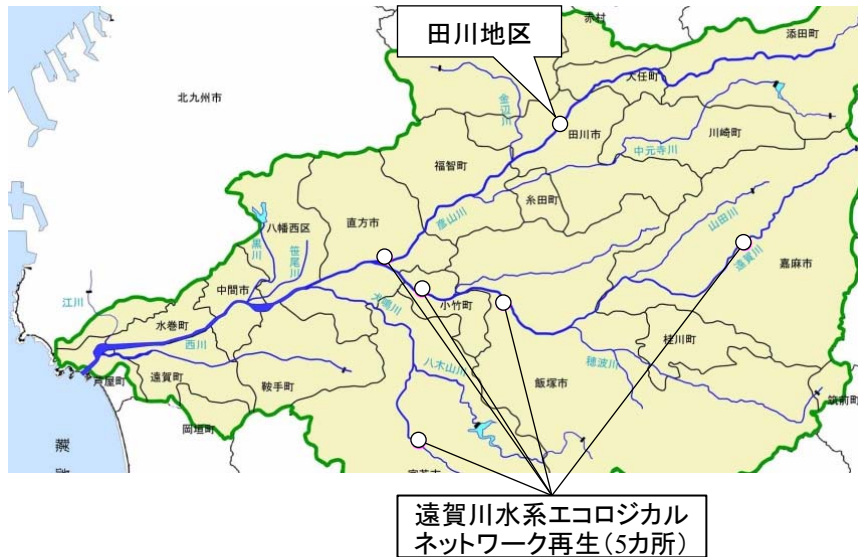 田川地区
赤村
添田町
大任町
北九州市
金辺川
田川市
川崎町
中元寺川
福智町
糸田町
彦山川
山田川
直方市
八幡西区
黒川
笹尾川
遠賀川
嘉麻市
中間市
犬鳴川
小竹町
江川
水巻町
西川
桂川町
穂波川
八木山川
飯塚市
芦屋町
遠賀町
鞍手町
筑前町
岡垣町
遠賀川水系エコロジカル
ネットワーク再生(5カ所)